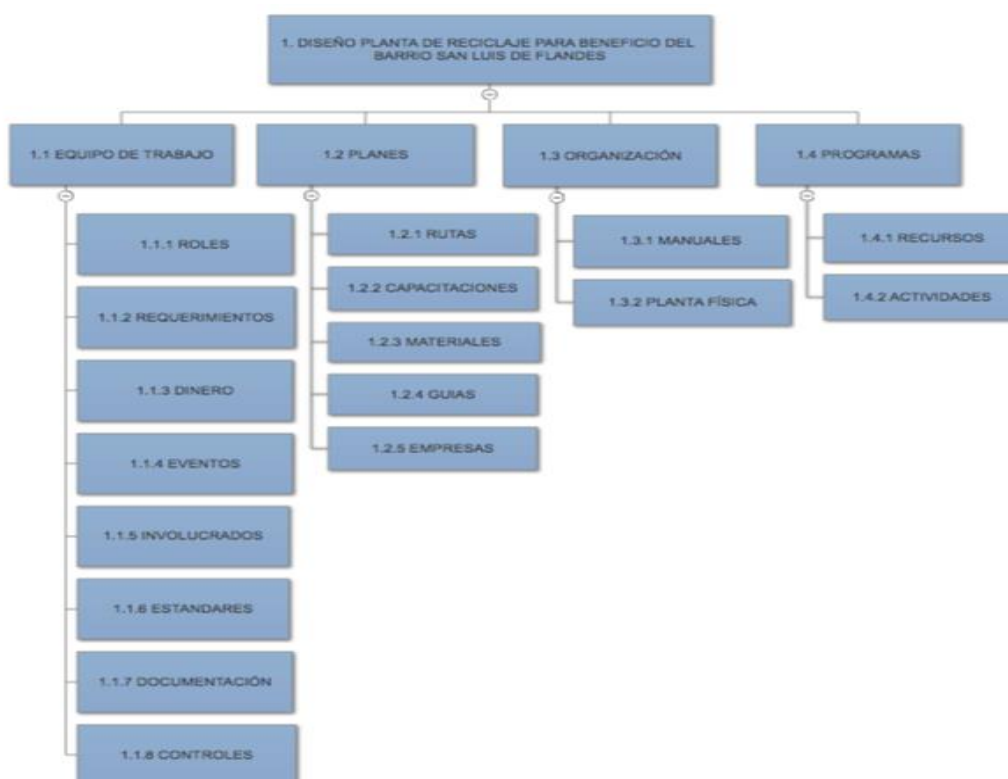 1. DISEÑO PLANTA DE RECICLAJE PARA BENEFICIO DEL
BARRIO SAN LUIS DE FLANDES
1.1 EQUIPO DE TRABAJO
1.1.1 ROLES
1.1.2 REQUERIMIENTOS
1.1.3 DINERO
1.1.4 EVENTOS
1.1.5 INVOLUCRADOS
1.1.6 ESTANDARES
1.1.7 DOCUMENTACIÓN
1.1.8 CONTROLES
1.2 PLANES
1.2.1 RUTAS
1.2.2 CAPACITACIONES
1.2.3 MATERIALES
1.2.4 GUIAS
1.2.5 EMPRESAS
1.3 ORGANIZACIÓN
1.3.1 MANUALES
1.3.2 PLANTA FÍSICA
1.4 PROGRAMAS
1.4.1 RECURSOS
1.4.2 ACTIVIDADES